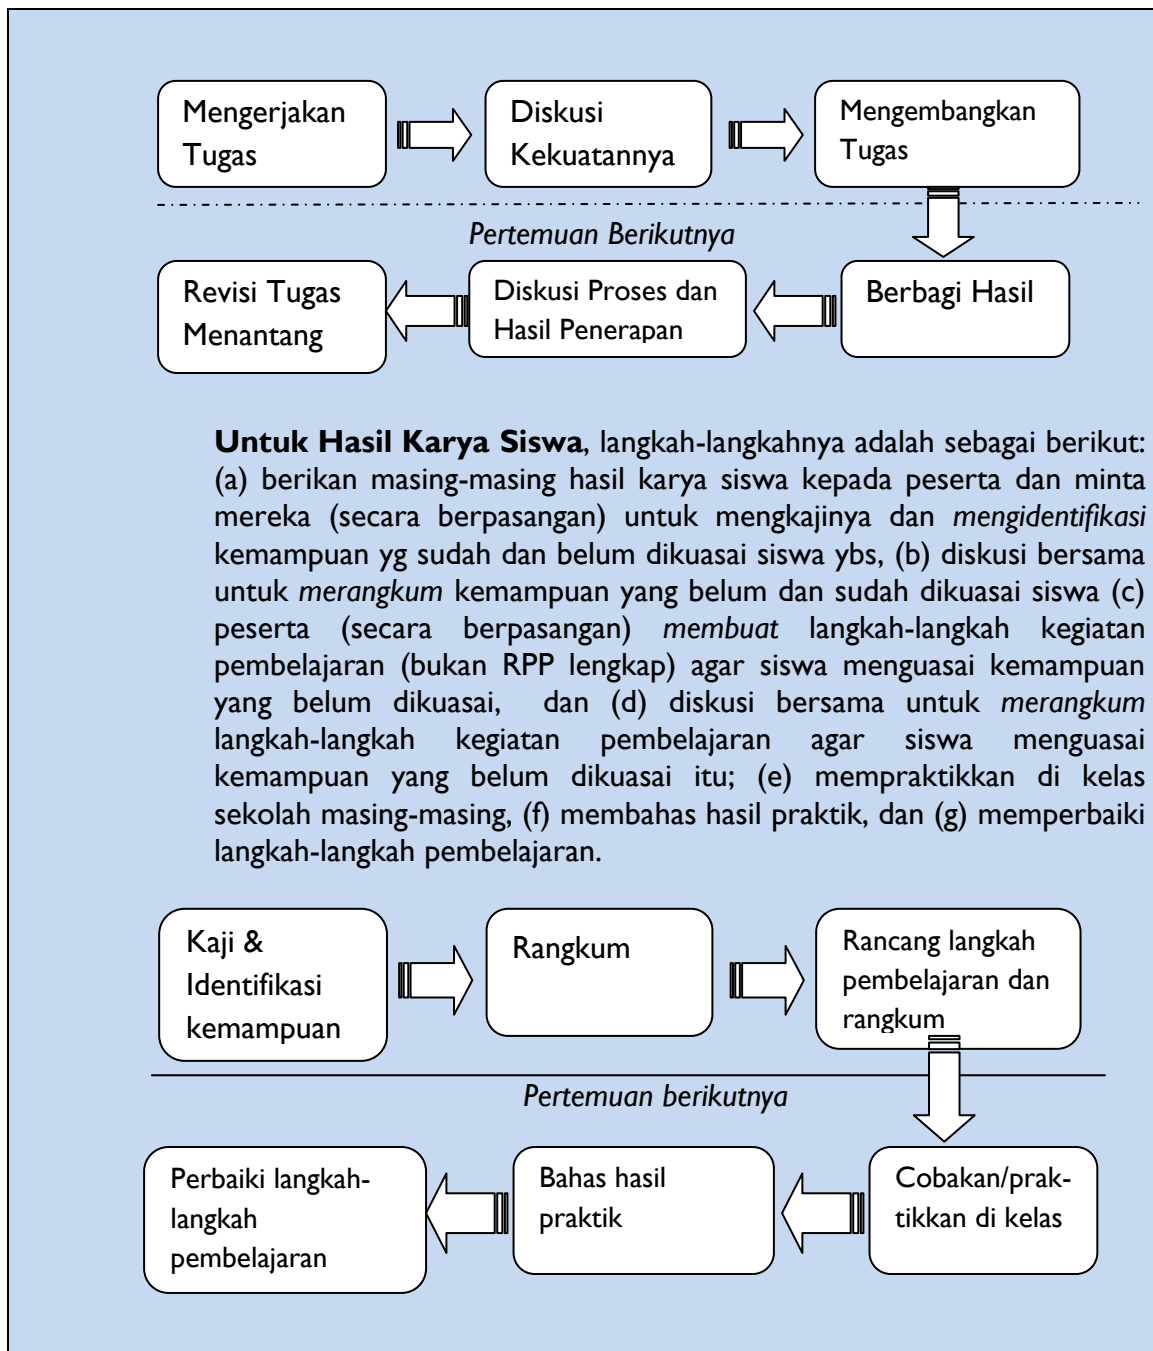 Mengerjakan
Tugas
Diskusi
Kekuatannya
Mengembangkan
Tugas
Pertemuan Berikutnya
Revisi Tugas
Menantang
Diskusi Proses dan
Hasil Penerapan
Berbagi Hasil
Untuk Hasil Karya Siswa, langkah-langkahnya adalah sebagai berikut:
(a) berikan masing-masing hasil karya siswa kepada peserta dan minta
mereka (secara berpasangan) untuk mengkajinya dan mengidentifikasi
kemampuan yg sudah dan belum dikuasai siswa ybs, (b) diskusi bersama
untuk merangkum kemampuan yang belum dan sudah dikuasai siswa (c)
peserta (secara berpasangan) membuat langkah-langkah kegiatan
pembelajaran (bukan RPP lengkap) agar siswa menguasai kemampuan
yang belum dikuasai, dan (d) diskusi bersama untuk merangkum
langkah-langkah kegiatan pembelajaran agar siswa menguasai
kemampuan yang belum dikuasai itu; (e) mempraktikkan di kelas
sekolah masing-masing, (f) membahas hasil praktik, dan (g) memperbaiki
langkah-langkah pembelajaran.
Kaji &
Identifikasi
kemampuan
Rangkum
Rancang langkah
pembelajaran dan
rangkum
Pertemuan berikutnya
Perbaiki langkah-
langkah
pembelajaran
Bahas hasil
praktik
Cobakan/prak-
tikkan di kelas